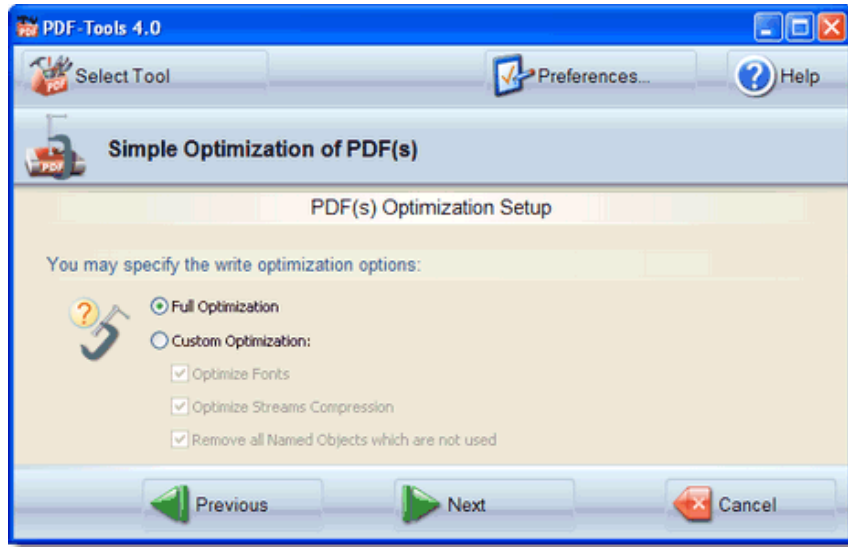 PDF-Tools 4.0
Select Tool Preferences... Help
Simple Optimization of PDF(s)
PDF(s) Optimization Setup
You may specify the write optimization options:
Full Optimization
Custom Optimization:
Optimize Fonts
Optimize Streams Compression
Remove all Named Objects which are not used
Previous Next Cancel